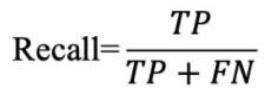 Recall= TP / TP + FN